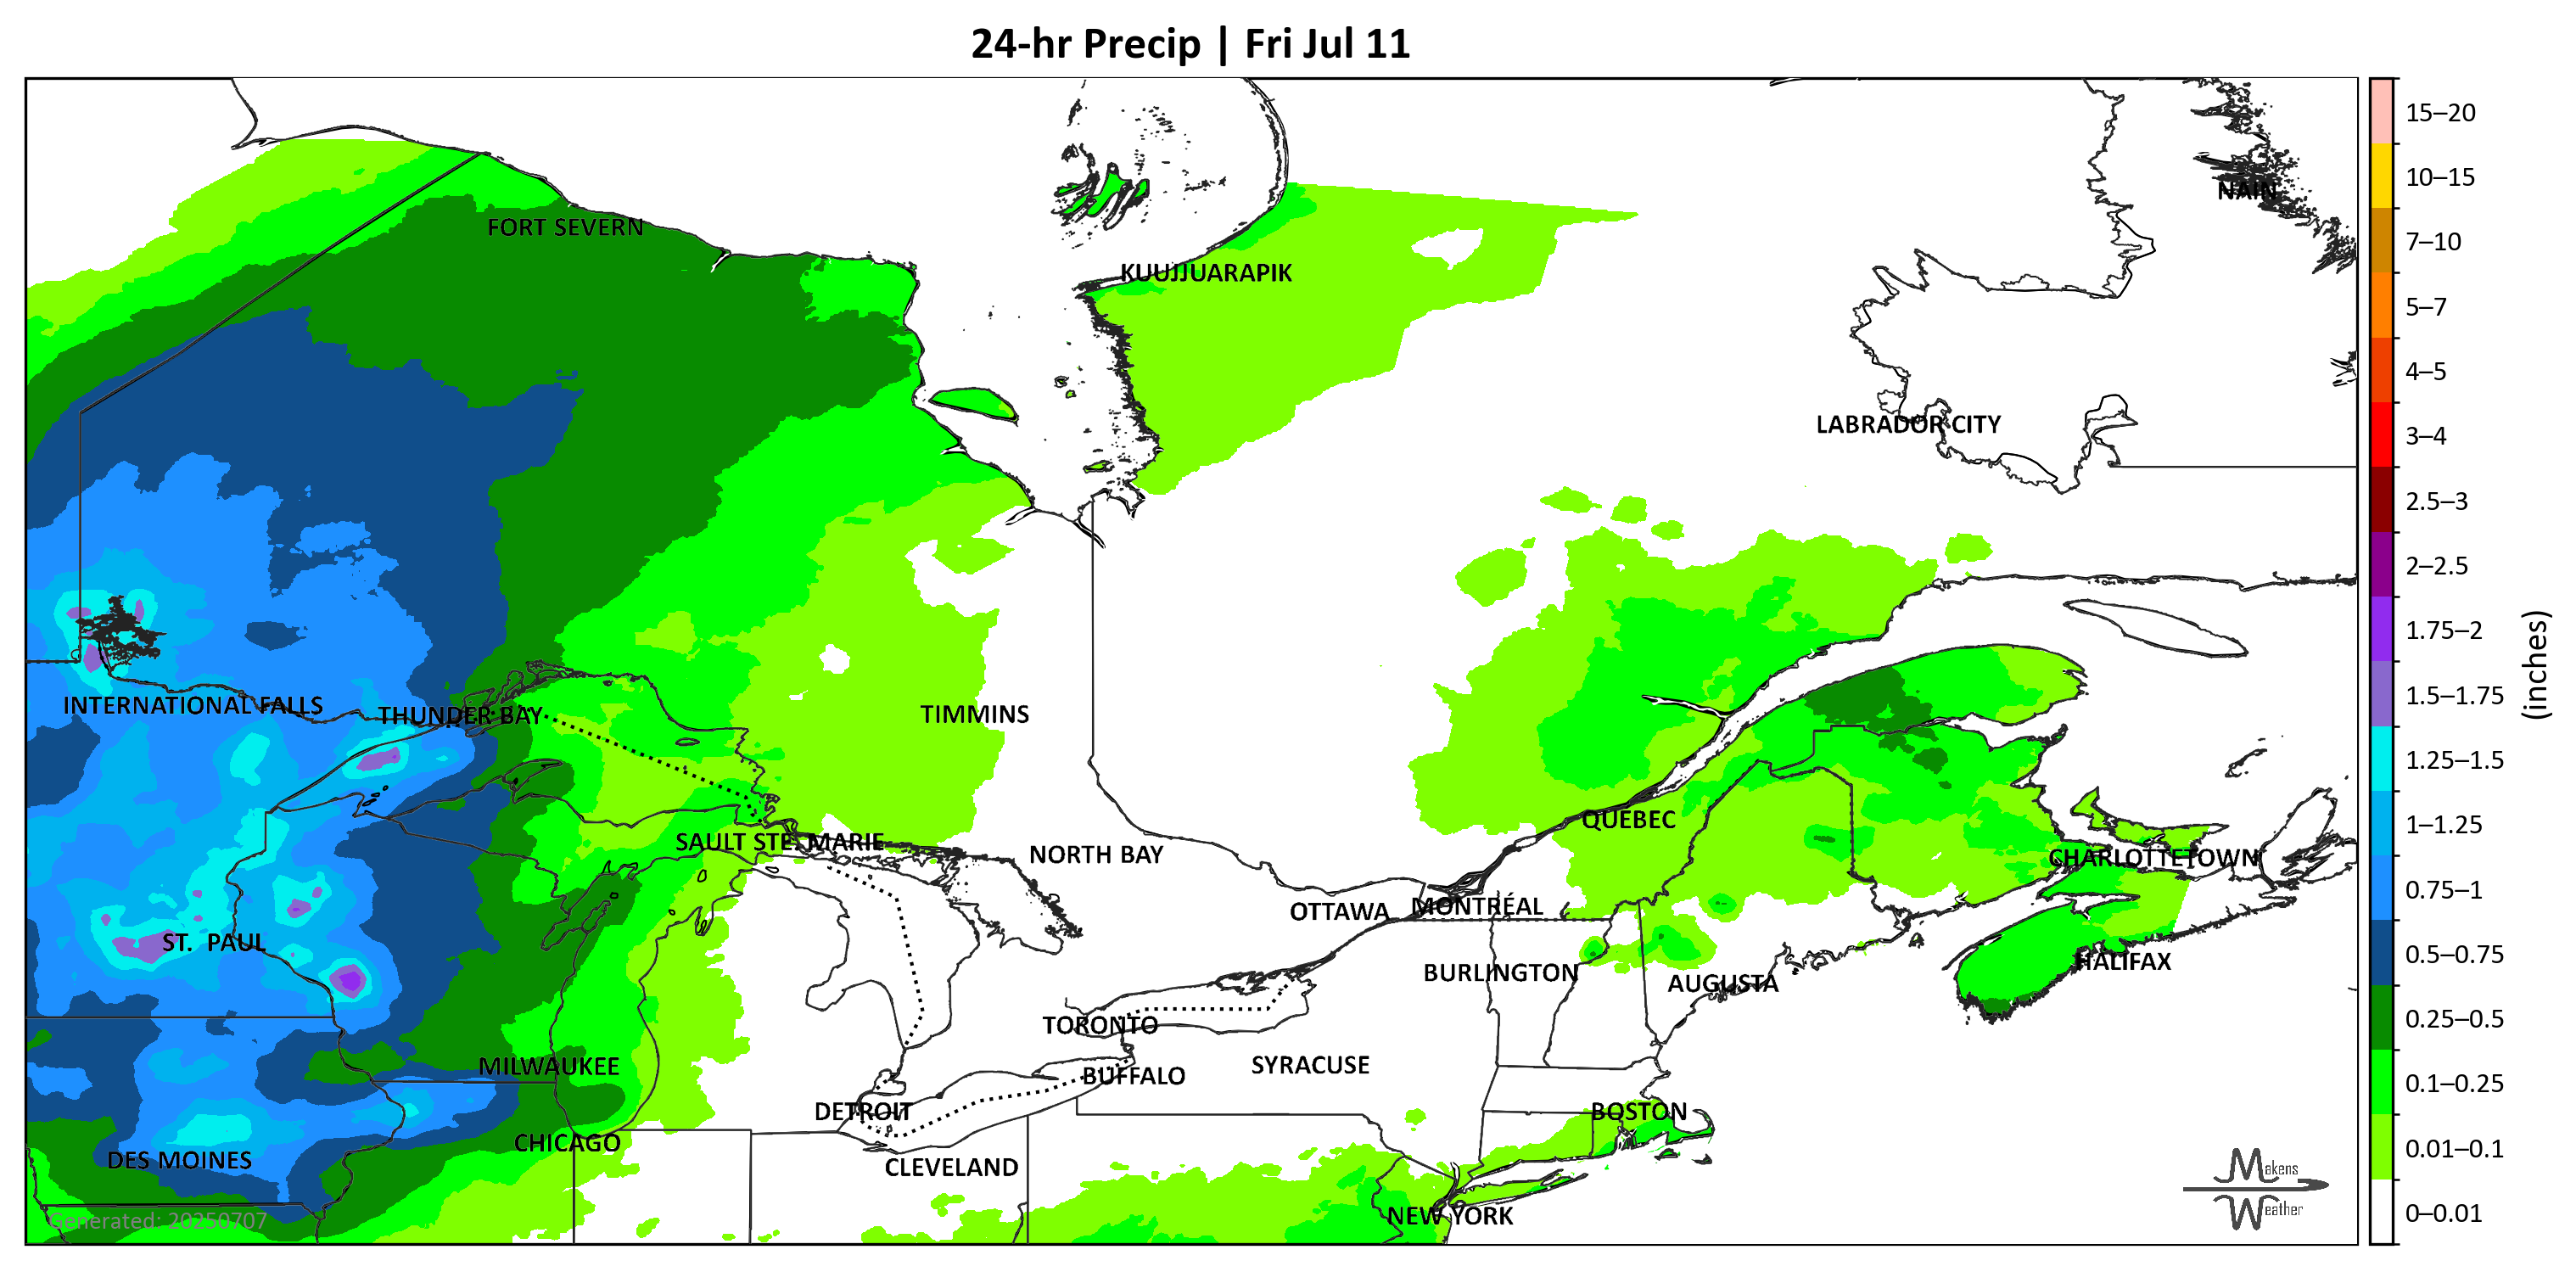 24-hr Precip | Fri Jul 11
15–20
10–15
NAIN
FORT SEVERN
7–10
KUUJJUARAPIK
5–7
4–5
LABRADOR CITY
3–4
2.5–3
2–2.5
1.75–2
(inches)
1.5–1.75
INTERNATIONAL FALLS
THUNDER BAY
TIMMINS
1.25–1.5
QUÉBEC
1–1.25
SAULT STE. MARIE
NORTH BAY
CHARLOTTETOWN
0.75–1
OTTAWA
MONTRÉAL
ST. PAUL
0.5–0.75
HALIFAX
BURLINGTON
AUGUSTA
0.25–0.5
TORONTO
MILWAUKEE
SYRACUSE
BUFFALO
0.1–0.25
DETROIT
BOSTON
CHICAGO
0.01–0.1
DES MOINES
CLEVELAND
Makens
Weather
Generated: 20250707
NEW YORK
0–0.01